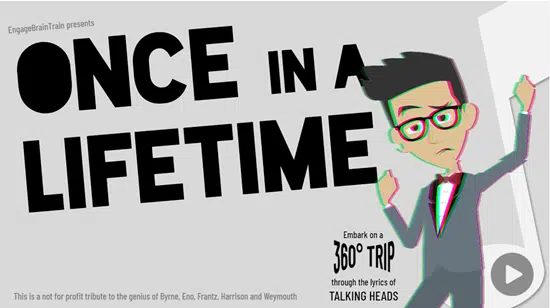 EngageBrainTrain presents
ONCE IN A
LIFETIME
Embark on a
360° TRIP
through the lyrics of
TALKING HEADS
This is a not for profit tribute to the genius of Byrne, Eno, Frantz, Harrison and Weymouth